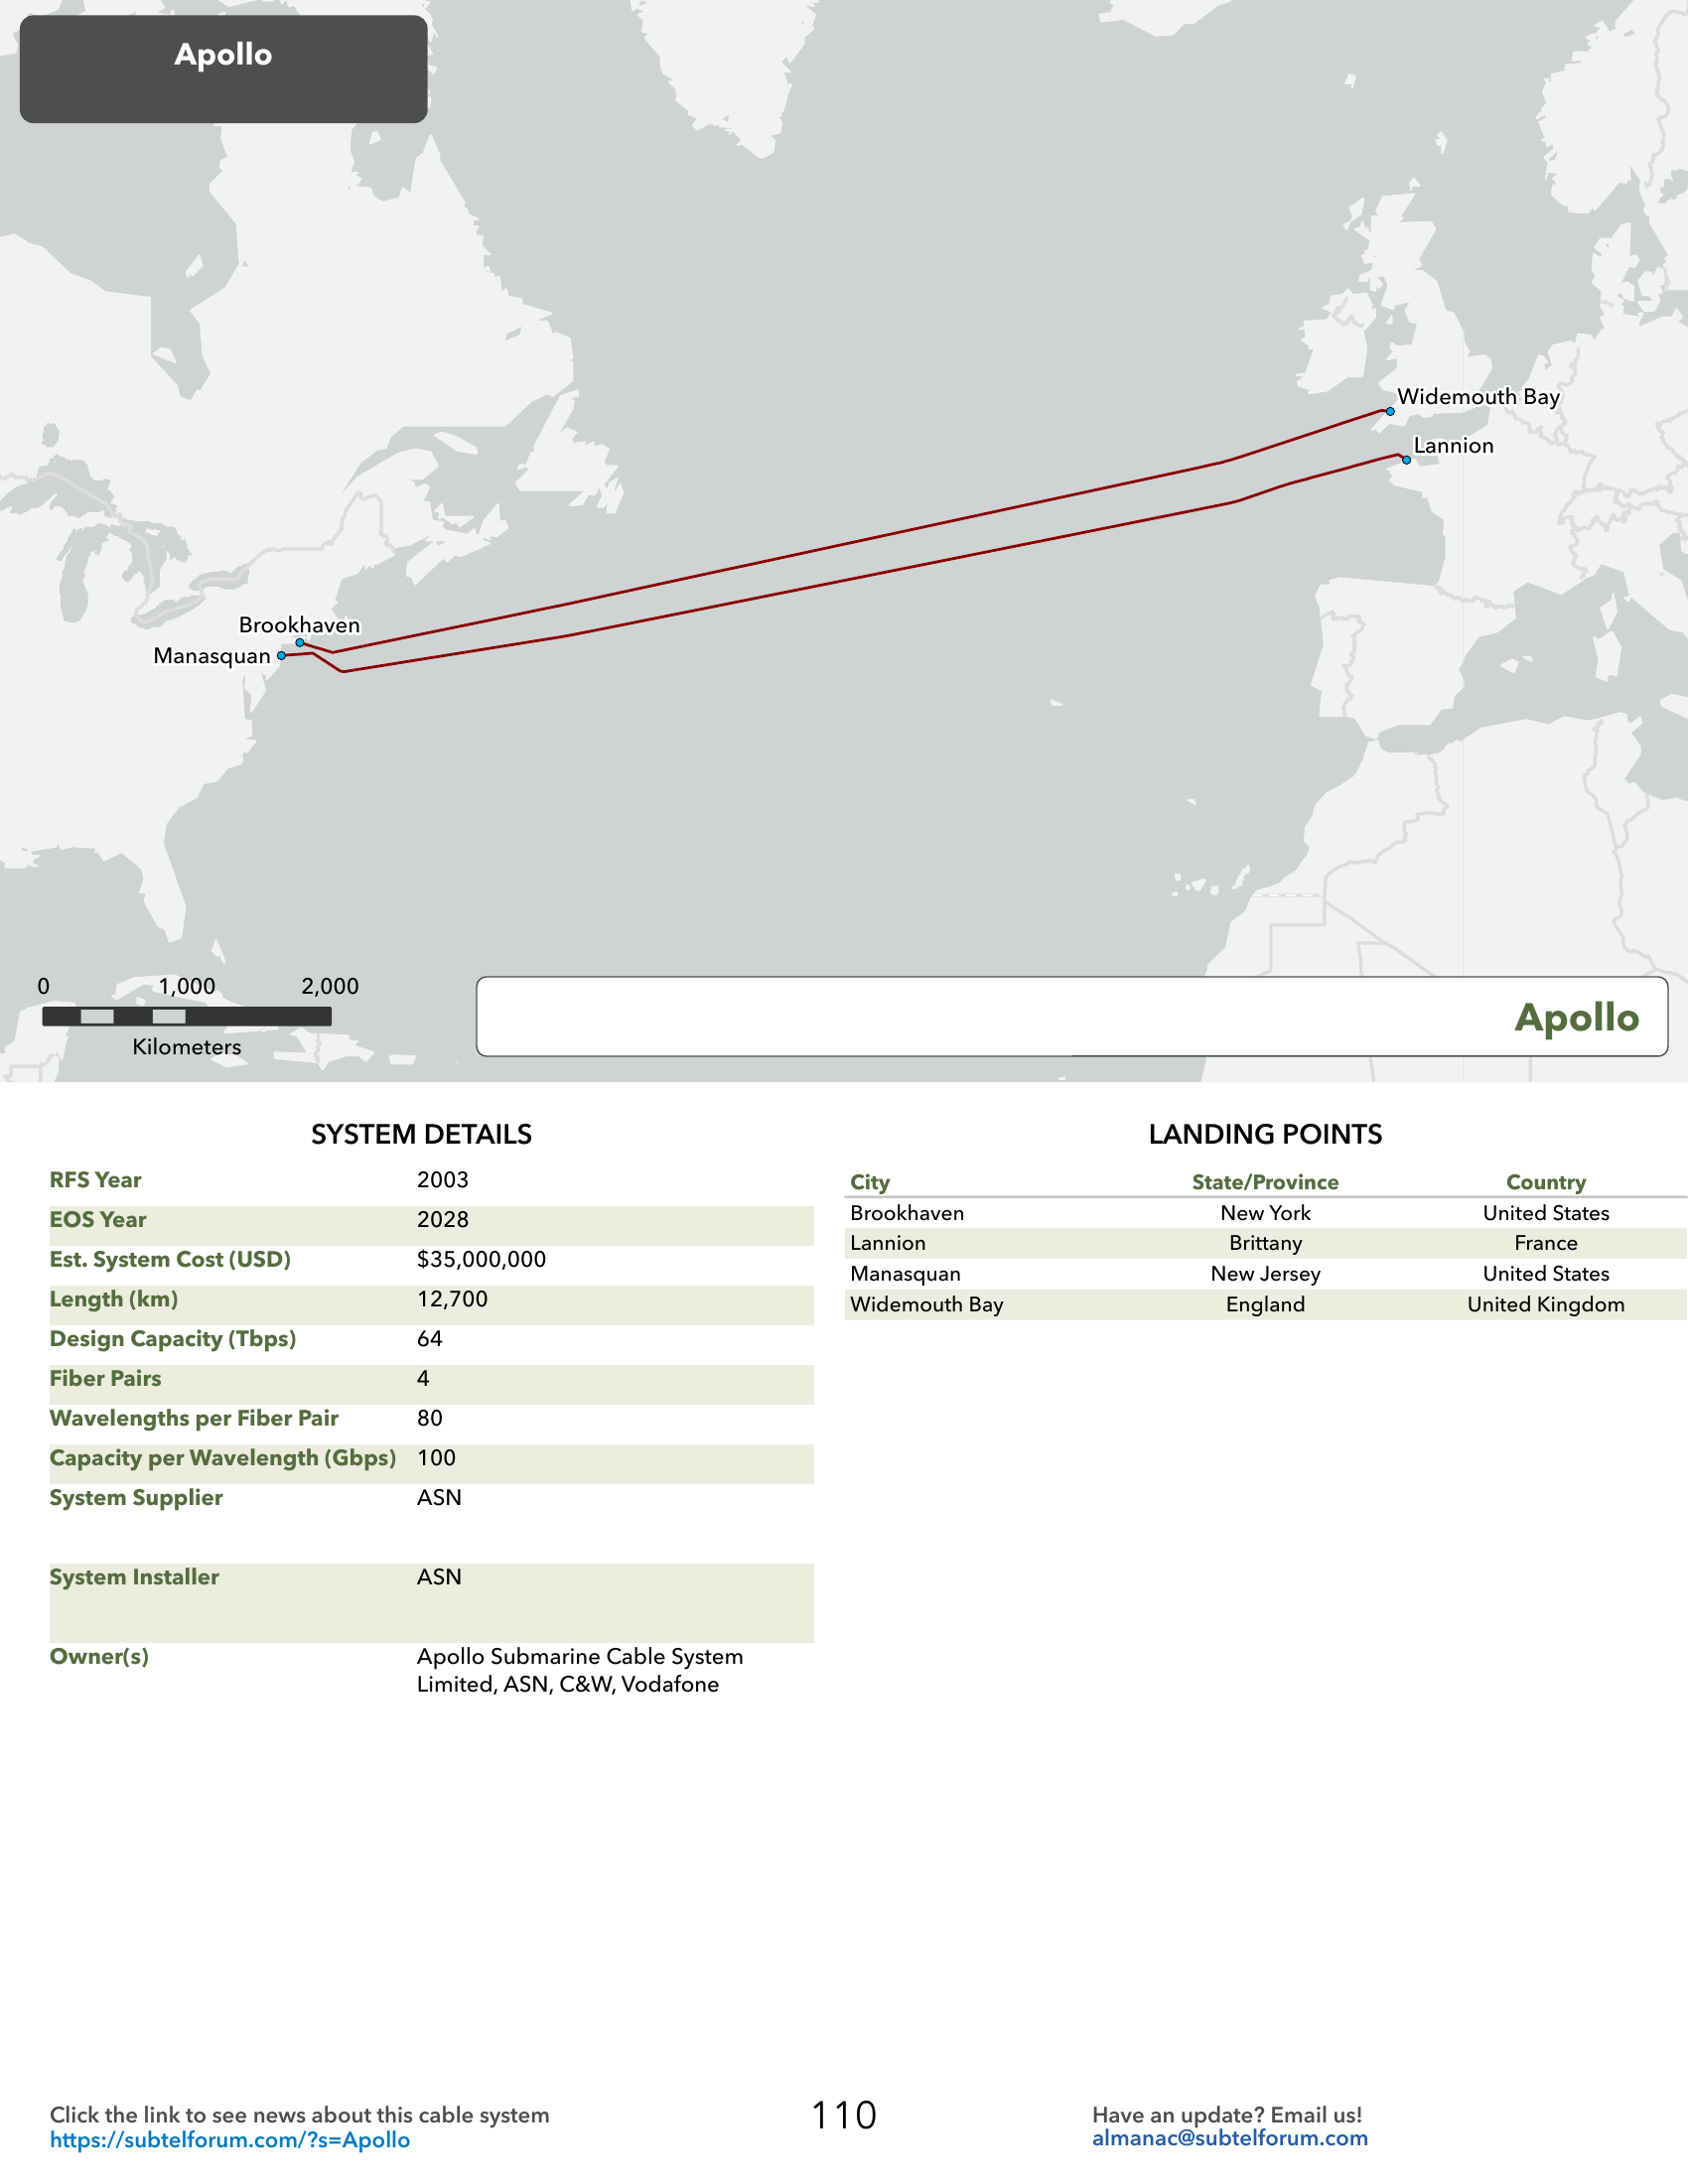 Apollo
Widemouth Bay
Lannion
Brookhaven
Manasquan
0 1,000 2,000
Kilometers
Apollo
SYSTEM DETAILS
RFS Year 2003
EOS Year 2028
Est. System Cost (USD) $35,000,000
Length (km) 12,700
Design Capacity (Tbps) 64
Fiber Pairs 4
Wavelengths per Fiber Pair 80
Capacity per Wavelength (Gbps) 100
System Supplier ASN
System Installer ASN
Owner(s) Apollo Submarine Cable System
Limited, ASN, C&W, Vodafone
LANDING POINTS
City State/Province Country
Brookhaven New York United States
Lannion Brittany France
Manasquan New Jersey United States
Widemouth Bay England United Kingdom
Click the link to see news about this cable system
https://subtelforum.com/?s=Apollo
110
Have an update? Email us!
almanac@subtelforum.com